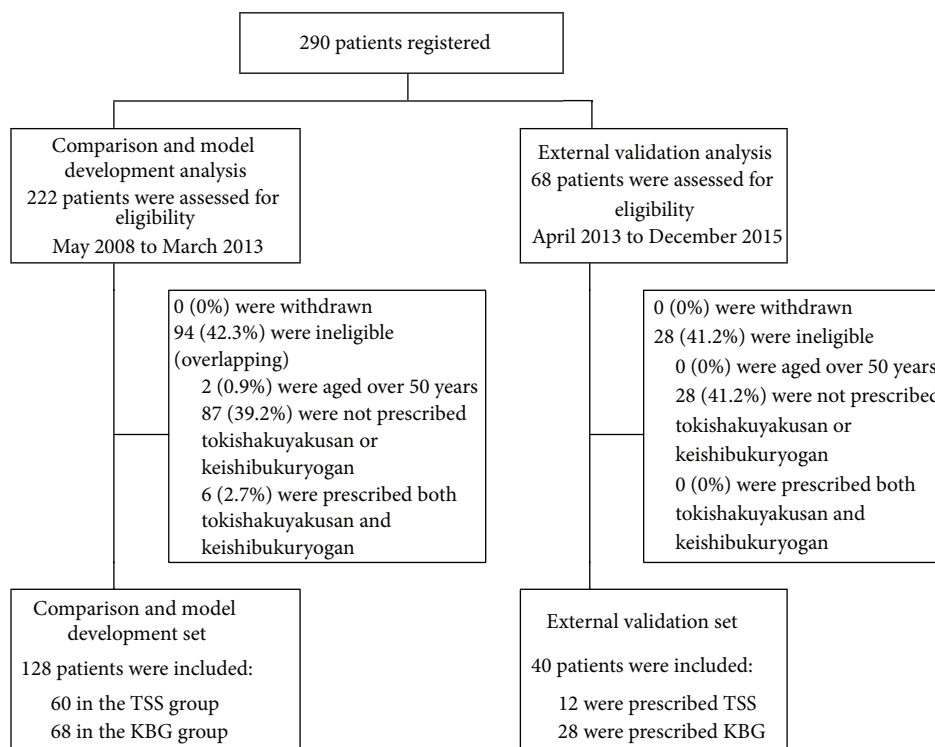 290 patients registered
Comparison and model
development analysis
222 patients were assessed for
eligibility
May 2008 to March 2013
External validation analysis
68 patients were assessed for
eligibility
April 2013 to December 2015
0 (0%) were withdrawn
94 (42.3%) were ineligible
(overlapping)
2 (0.9%) were aged over 50 years
87 (39.2%) were not prescribed
tokishakuyakusan or
keishibukuryogan
6 (2.7%) were prescribed both
tokishakuyakusan and
keishibukuryogan
0 (0%) were withdrawn
28 (41.2%) were ineligible
0 (0%) were aged over 50 years
28 (41.2%) were not prescribed
tokishakuyakusan or
keishibukuryogan
0 (0%) were prescribed both
tokishakuyakusan and
keishibukuryogan
Comparison and model
development set
128 patients were included:
60 in the TSS group
68 in the KBG group
External validation set
40 patients were included:
12 were prescribed TSS
28 were prescribed KBG